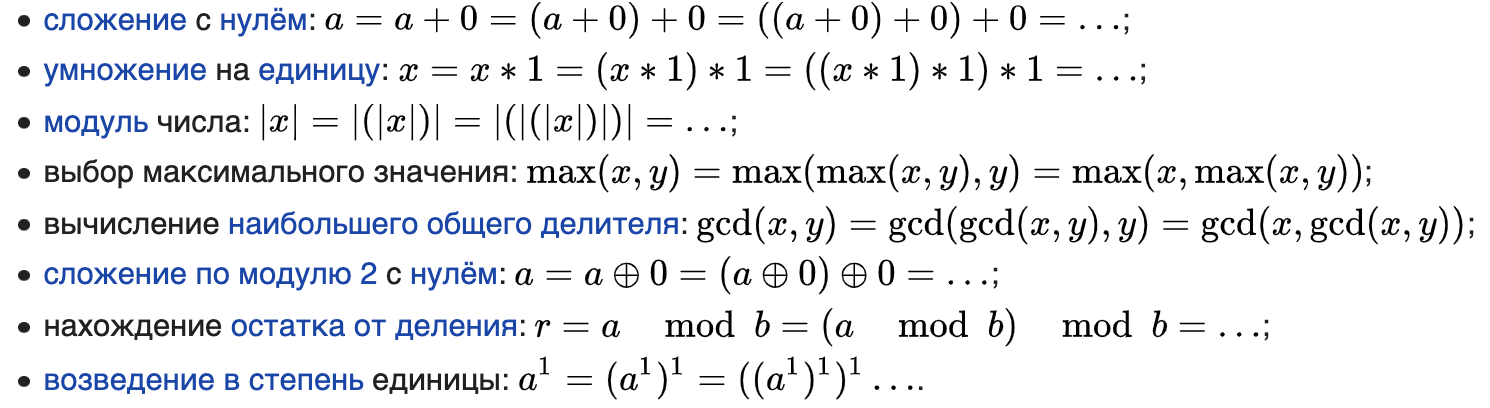 • сложение с нулём: a = a + 0 = (a + 0) + 0 = ((a + 0) + 0) + 0 = …;
• умножение на единицу: x = x ∗ 1 = (x ∗ 1) ∗ 1 = ((x ∗ 1) ∗ 1) ∗ 1 = …;
• модуль числа: |x| = |(|x|)| = |(|(|x|)|)| = …;
• выбор максимального значения: max(x, y) = max(max(x, y), y) = max(x, max(x, y));
• вычисление наибольшего общего делителя: gcd(x, y) = gcd(gcd(x, y), y) = gcd(x, gcd(x, y));
• сложение по модулю 2 с нулём: a = a ⊕ 0 = (a ⊕ 0) ⊕ 0 = …;
• нахождение остатка от деления: r = a mod b = (a mod b) mod b = …;
• возведение в степень единицы: a¹ = (a¹)¹ = ((a¹)¹)¹ ….